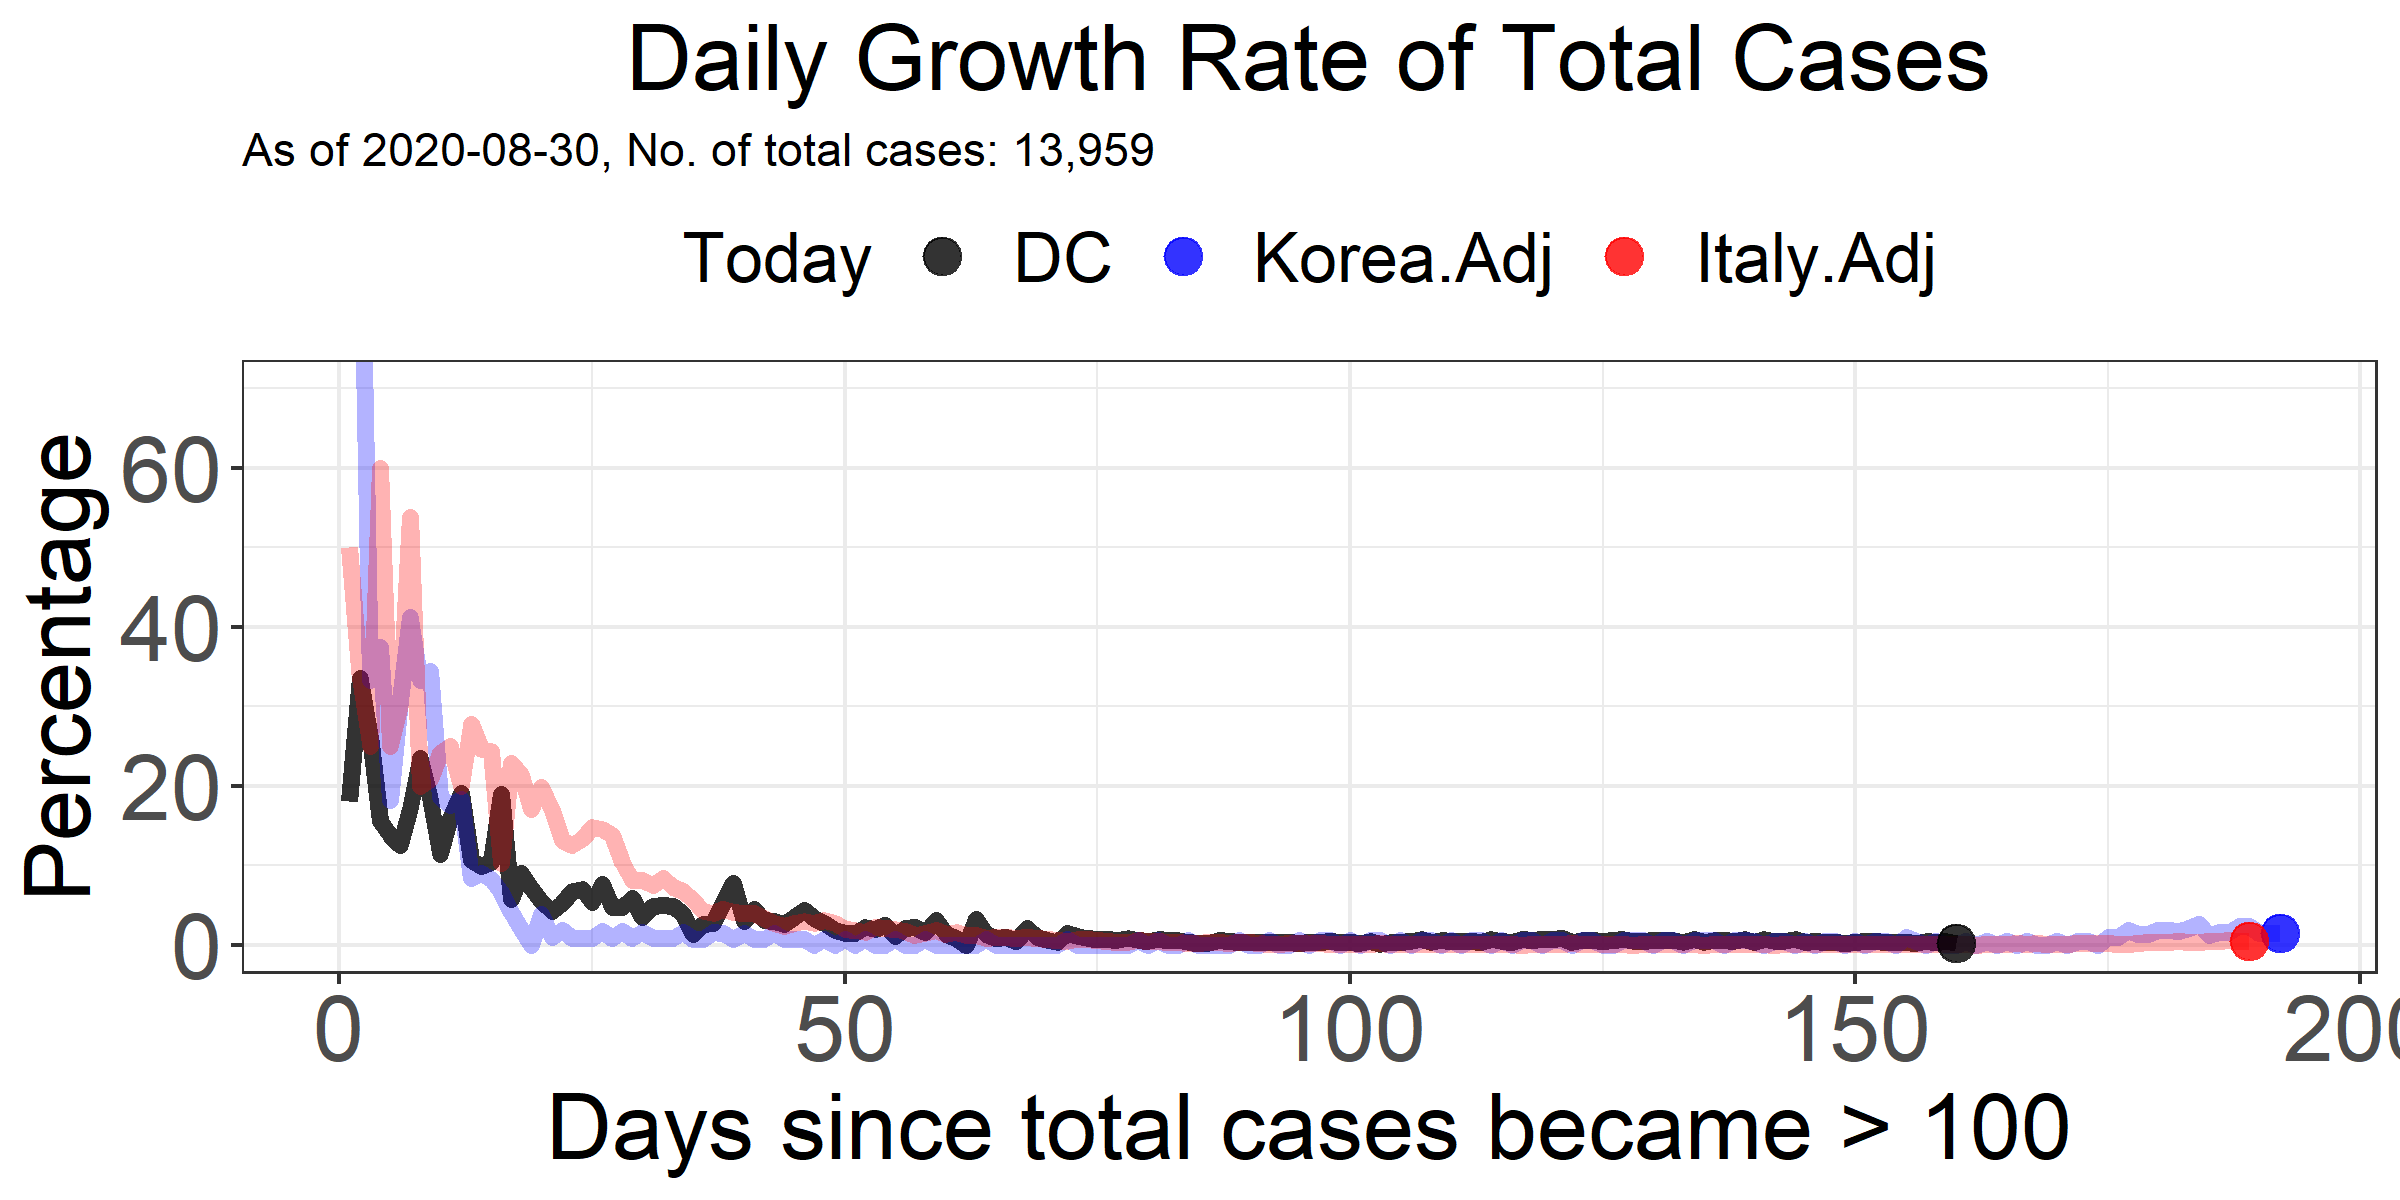 Daily Growth Rate of Total Cases
As of 2020-08-30, No. of total cases: 13,959
Today DC Korea.Adj Italy.Adj
Percentage
60
40
20
0
0 50 100 150 200
Days since total cases became > 100